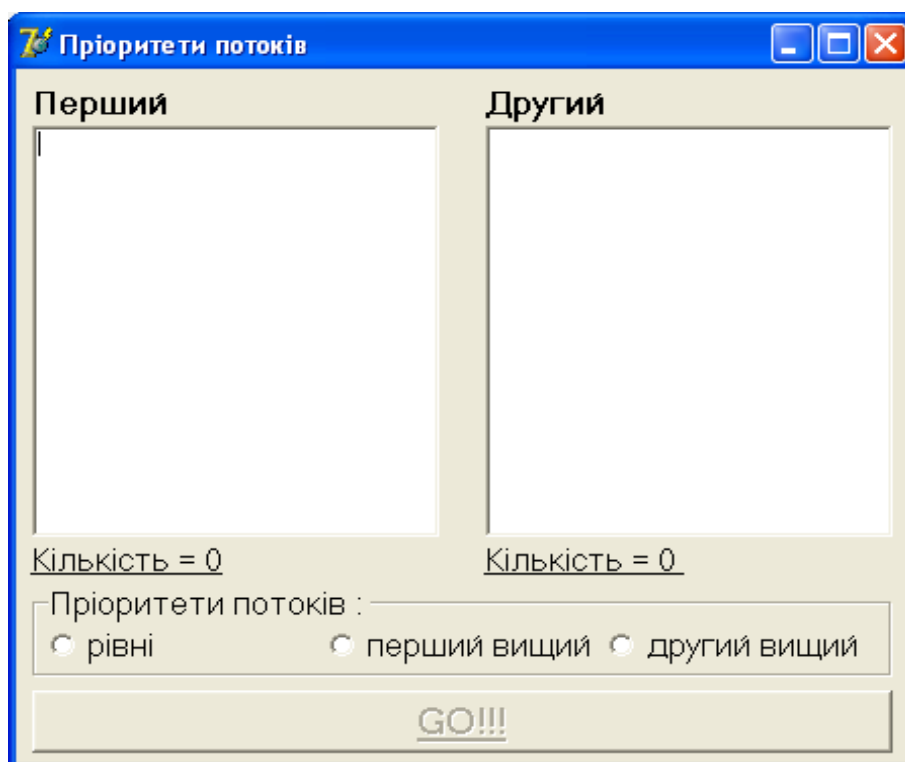 Пріоритети потоків
Перший Другий
Кількість = 0 Кількість = 0
Пріоритети потоків :
рівні перший вищий другий вищий
GO!!!